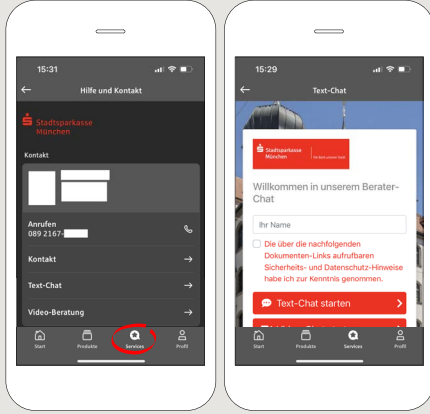 15:31
Hilfe und Kontakt
Stadtsparkasse
München
Kontakt
Anrufen
089 2167-
Kontakt
Text-Chat
Video-Beratung
Start
Produkte
Services
Profil
15:29
Text-Chat
Stadtsparkasse
München
Willkommen in unserem Berater-
Chat
Ihr Name
Die über die nachfolgenden
Dokumenten-Links aufrufbaren
Sicherheits- und Datenschutz-Hinweise
habe ich zur Kenntnis genommen.
Text-Chat starten
Start
Produkte
Services
Profil